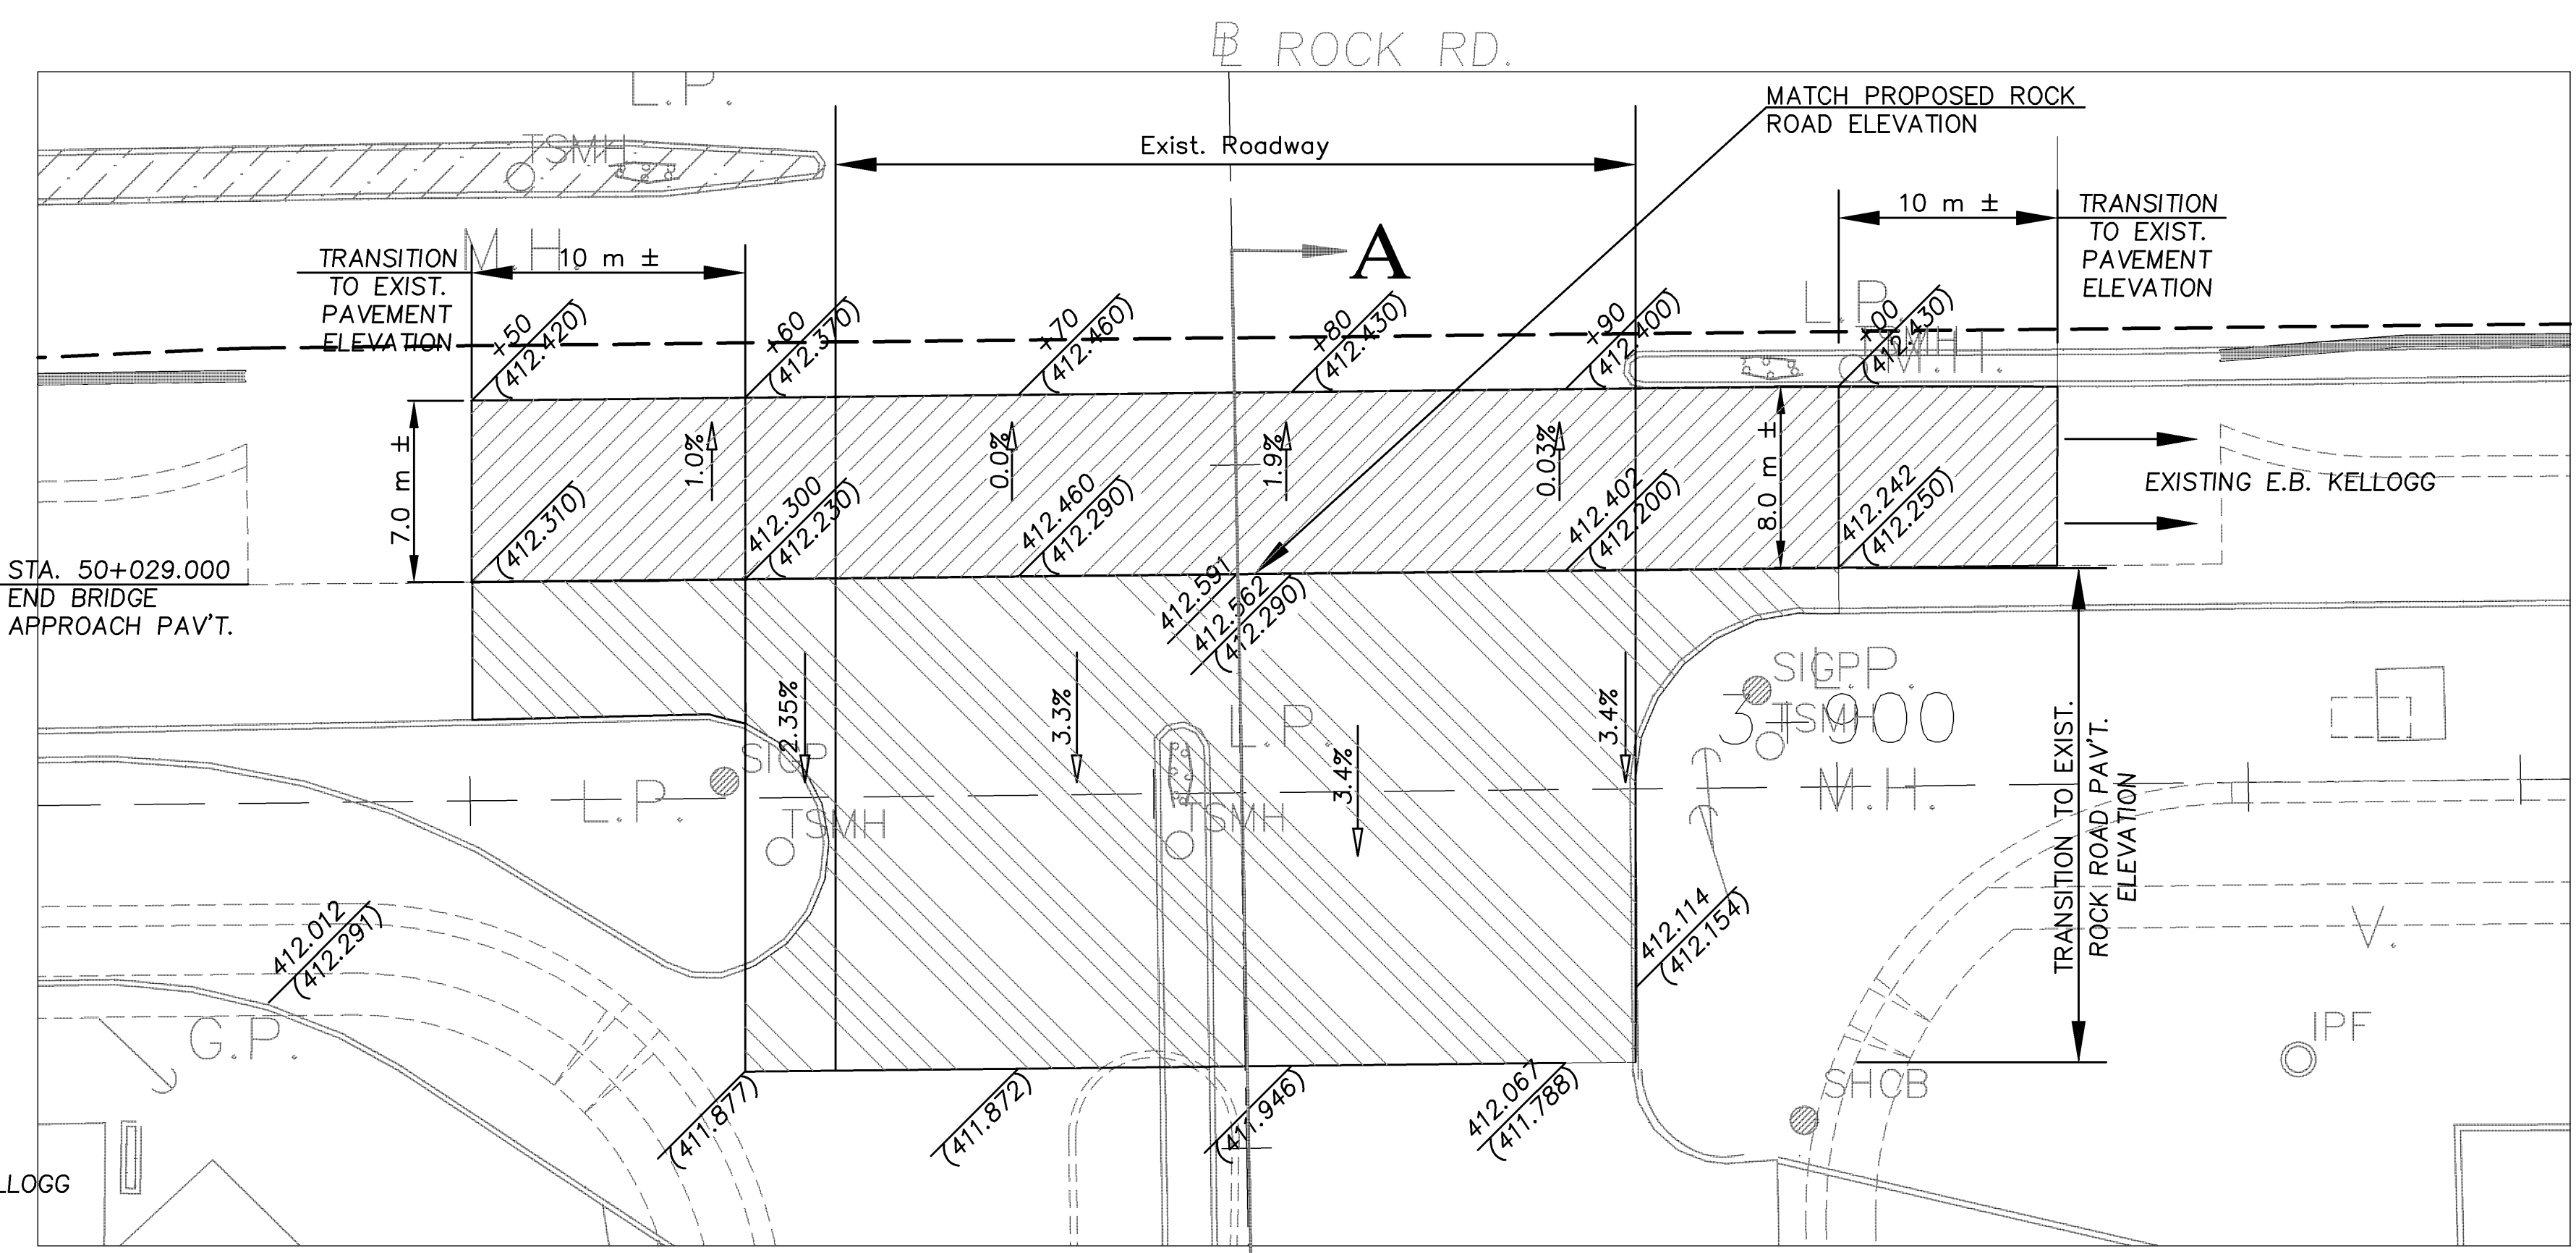 ℄ ROCK RD.
L.P.
MATCH PROPOSED ROCK
ROAD ELEVATION
TSMH
Exist. Roadway
10 m ±
TRANSITION
TO EXIST.
PAVEMENT
ELEVATION
A
M.H.
10 m ±
TRANSITION
TO EXIST.
PAVEMENT
ELEVATION
L.P.
TSMH
M.H.
+50
(412.420)
+60
(412.370)
+70
(412.460)
+80
(412.430)
+90
(412.400)
+00
(412.430)
7.0 m ±
1.0%
0.0%
1.9%
0.03%
8.0 m ±
(412.310)
412.300
(412.230)
412.460
(412.290)
412.402
(412.200)
412.242
(412.250)
EXISTING E.B. KELLOGG
STA. 50+029.000
END BRIDGE
APPROACH PAV'T.
412.591
412.562
(412.290)
2.35%
3.3%
3.4%
3.4%
SIGP
L.P.
TSMH
L.P.
TSMH
SIGP
L.P.
TSMH
3+900
M.H.
TRANSITION TO EXIST.
ROCK ROAD PAV'T.
ELEVATION
412.012
(412.291)
412.114
(412.154)
V.
G.P.
IPF
SHCB
(411.877)
(411.872)
(411.946)
412.067
(411.788)
LLOGG